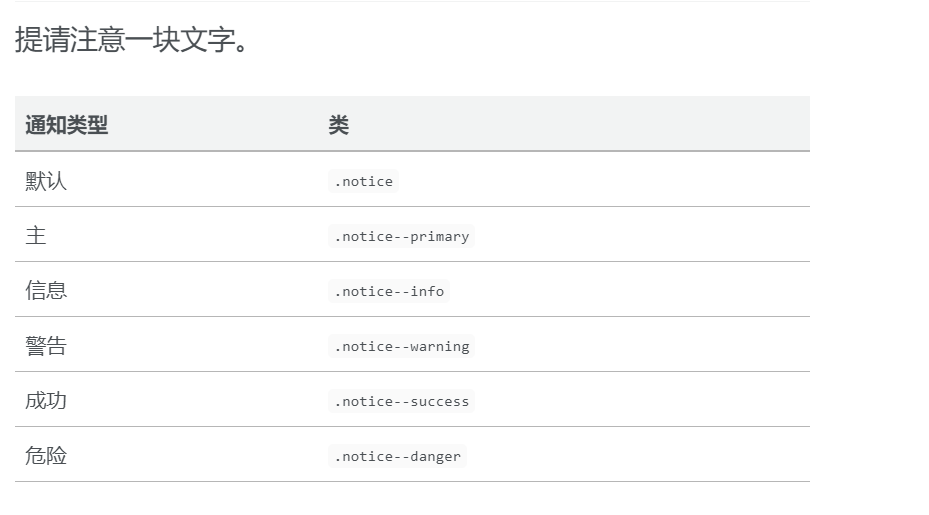 提请注意一块文字。
通知类型 类
默认 .notice
主 .notice--primary
信息 .notice--info
警告 .notice--warning
成功 .notice--success
危险 .notice--danger